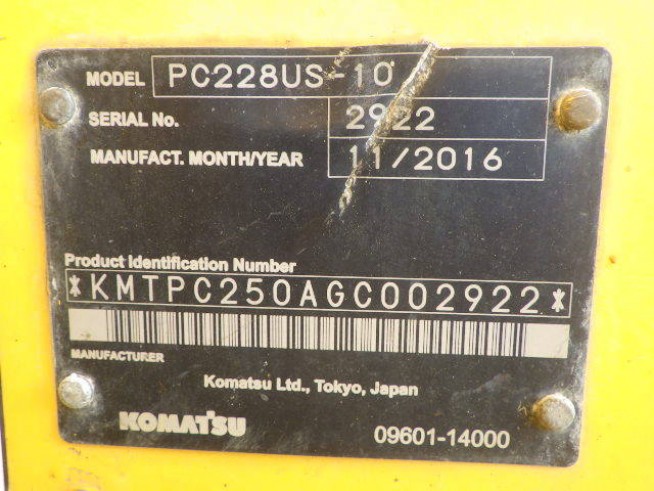 MODEL PC228US-10
SERIAL No. 2922
MANUFACT. MONTH/YEAR 11/2016
Product Identification Number
*KMTPC250AGC002922*
MANUFACTURER
Komatsu Ltd., Tokyo, Japan
KOMATSU 09601-14000